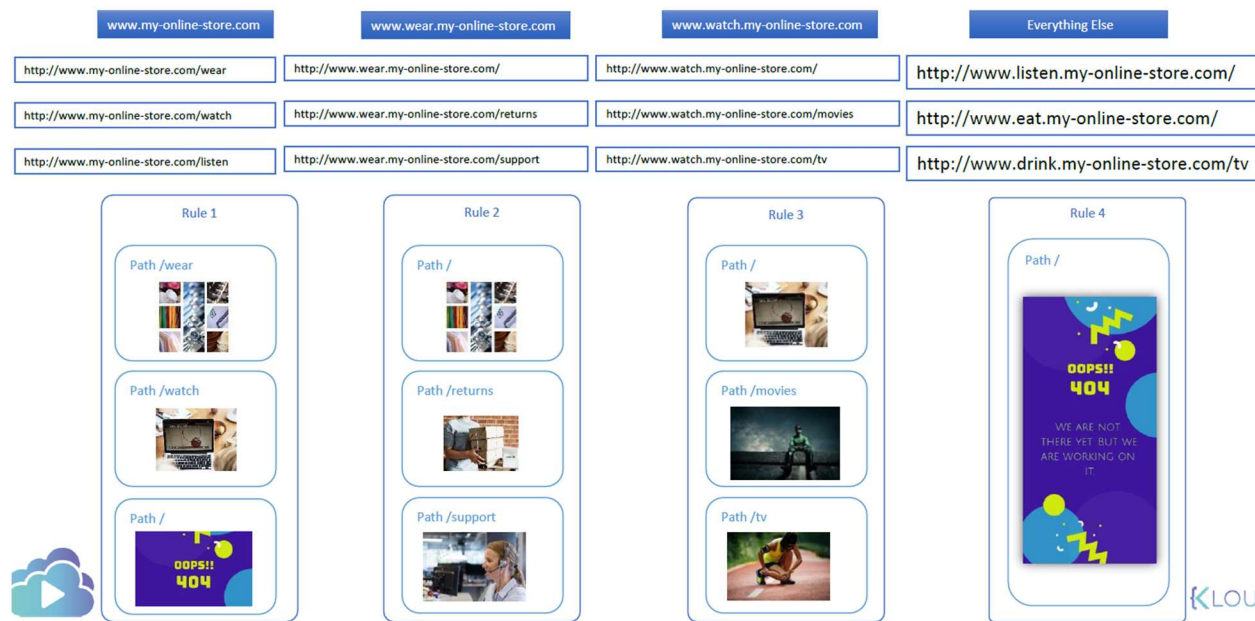 www.my-online-store.com
www.wear.my-online-store.com
www.watch.my-online-store.com
Everything Else
http://www.my-online-store.com/wear
http://www.wear.my-online-store.com/
http://www.watch.my-online-store.com/
http://www.listen.my-online-store.com/
http://www.my-online-store.com/watch
http://www.wear.my-online-store.com/returns
http://www.watch.my-online-store.com/movies
http://www.eat.my-online-store.com/
http://www.my-online-store.com/listen
http://www.wear.my-online-store.com/support
http://www.watch.my-online-store.com/tv
http://www.drink.my-online-store.com/tv
Rule 1
Path /wear
Path /watch
Path /
OOPS!!
404
Rule 2
Path /
Path /returns
Path /support
Rule 3
Path /
Path /movies
Path /tv
Rule 4
Path /
OOPS!!
404
WE ARE NOT
THERE YET BUT WE
ARE WORKING ON
IT.
{KLOU